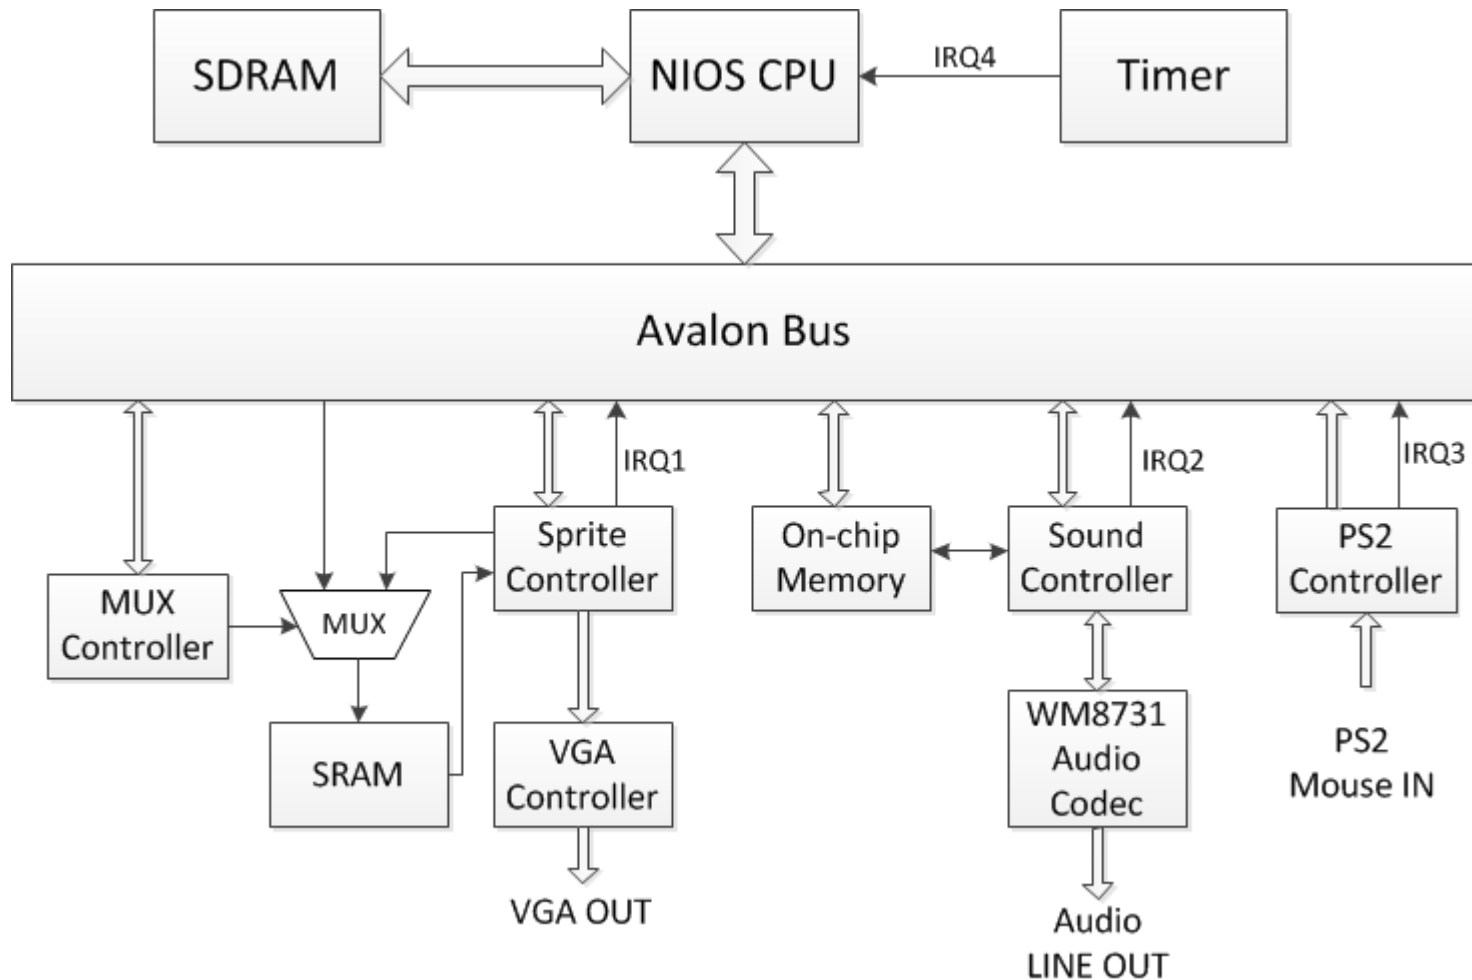 SDRAM
NIOS CPU
IRQ4
Timer
Avalon Bus
IRQ1
IRQ2
IRQ3
MUX
Controller
MUX
SRAM
Sprite
Controller
VGA
Controller
VGA OUT
On-chip
Memory
Sound
Controller
WM8731
Audio
Codec
Audio
LINE OUT
PS2
Controller
PS2
Mouse IN